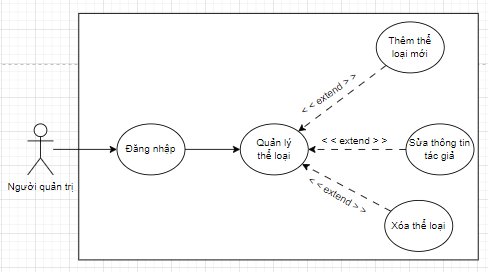 Thêm thể
loại mới
< < extend > >
Quản lý
thể loại
< < extend > >
Sửa thông tin
tác giả
Đăng nhập
Người quản trị
< < extend > >
Xóa thể loại